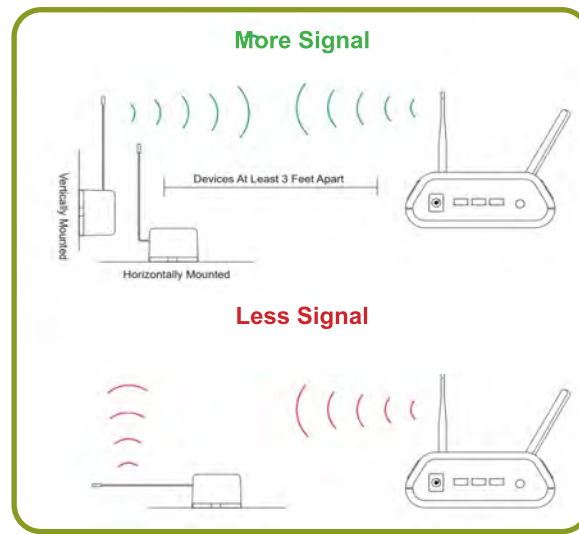 More Signal
Devices At Least 3 Feet Apart
Vertically Mounted
Horizontally Mounted
Less Signal